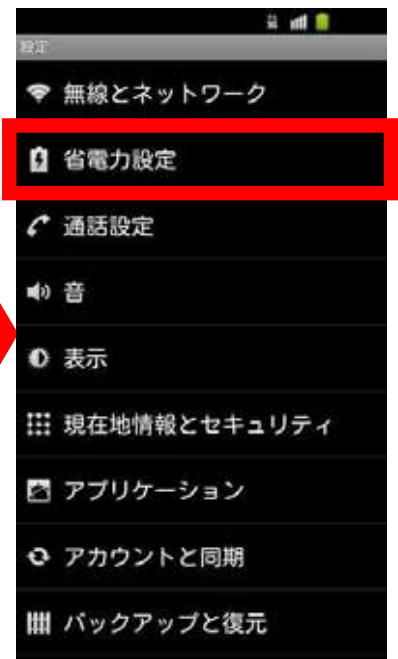 設定
無線とネットワーク
省電力設定
通話設定
音
表示
現在地情報とセキュリティ
アプリケーション
アカウントと同期
バックアップと復元